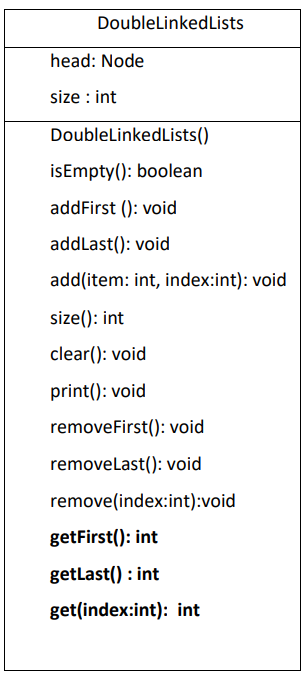 DoubleLinkedLists
head: Node
size : int
DoubleLinkedLists()
isEmpty(): boolean
addFirst (): void
addLast(): void
add(item: int, index:int): void
size(): int
clear(): void
print(): void
removeFirst(): void
removeLast(): void
remove(index:int):void
getFirst(): int
getLast() : int
get(index:int):  int